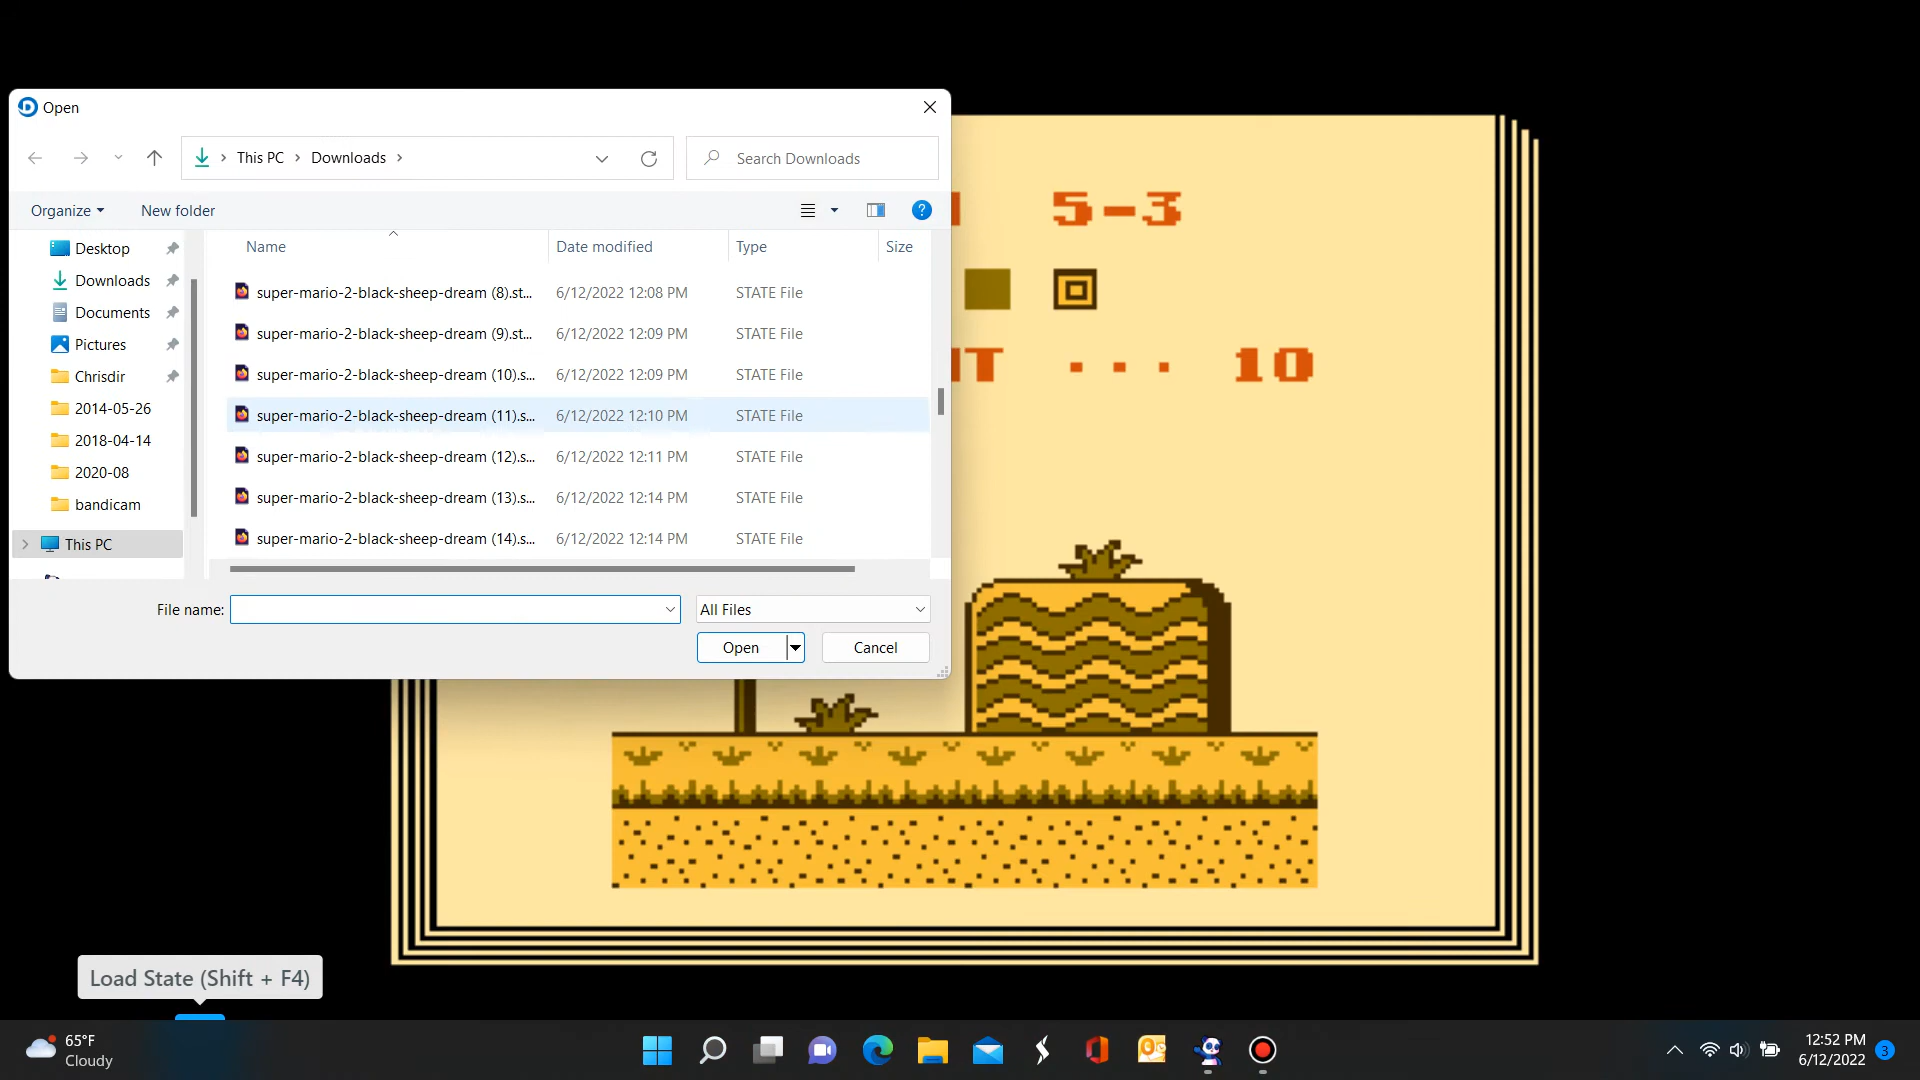 Open
This PC
Downloads
Search Downloads
Organize
New folder
?
Name
Date modified
Type
Size
Desktop
Downloads
Documents
Pictures
Chrisdir
2014-05-26
2018-04-14
2020-08
bandicam
This PC
super-mario-2-black-sheep-dream (8).st... 6/12/2022 12:08 PM STATE File
super-mario-2-black-sheep-dream (9).st... 6/12/2022 12:09 PM STATE File
super-mario-2-black-sheep-dream (10).s... 6/12/2022 12:09 PM STATE File
super-mario-2-black-sheep-dream (11).s... 6/12/2022 12:10 PM STATE File
super-mario-2-black-sheep-dream (12).s... 6/12/2022 12:11 PM STATE File
super-mario-2-black-sheep-dream (13).s... 6/12/2022 12:14 PM STATE File
super-mario-2-black-sheep-dream (14).s... 6/12/2022 12:14 PM STATE File
File name:
All Files
Open
Cancel
5-3
T ... 10
Load State (Shift + F4)
65°F
Cloudy
12:52 PM
6/12/2022
3